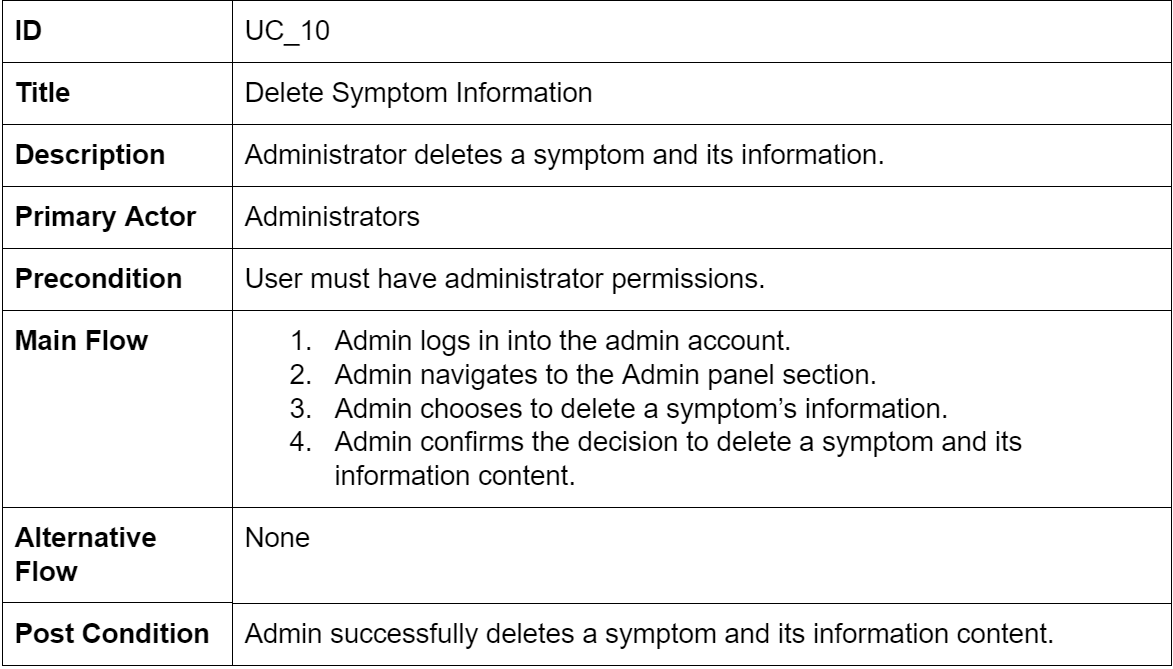 ID UC_10
Title Delete Symptom Information
Description Administrator deletes a symptom and its information.
Primary Actor Administrators
Precondition User must have administrator permissions.
Main Flow 1. Admin logs in into the admin account.
2. Admin navigates to the Admin panel section.
3. Admin chooses to delete a symptom’s information.
4. Admin confirms the decision to delete a symptom and its
information content.
Alternative None
Flow
Post Condition Admin successfully deletes a symptom and its information content.